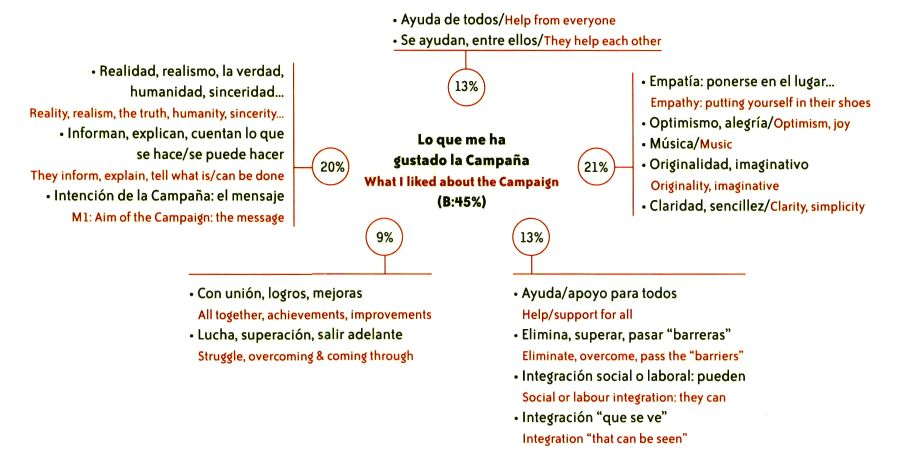 • Ayuda de todos/Help from everyone
• Se ayudan, entre ellos/They help each other
13%
• Realidad, realismo, la verdad,
humanidad, sinceridad...
Reality, realism, the truth, humanity, sincerity...
• Informan, explican, cuentan lo que
se hace/se puede hacer
They inform, explain, tell what is/can be done
• Intención de la Campaña: el mensaje
M1: Aim of the Campaign: the message
20%
Lo que me ha
gustado la Campaña
What I liked about the Campaign
(B:45%)
21%
• Empatía: ponerse en el lugar...
Empathy: putting yourself in their shoes
• Optimismo, alegría/Optimism, joy
• Música/Music
• Originalidad, imaginativo
Originality, imaginative
• Claridad, sencillez/Clarity, simplicity
9%
• Con unión, logros, mejoras
All together, achievements, improvements
• Lucha, superación, salir adelante
Struggle, overcoming & coming through
13%
• Ayuda/apoyo para todos
Help/support for all
• Elimina, superar, pasar “barreras”
Eliminate, overcome, pass the “barriers”
• Integración social o laboral: pueden
Social or labour integration: they can
• Integración “que se ve”
Integration “that can be seen”